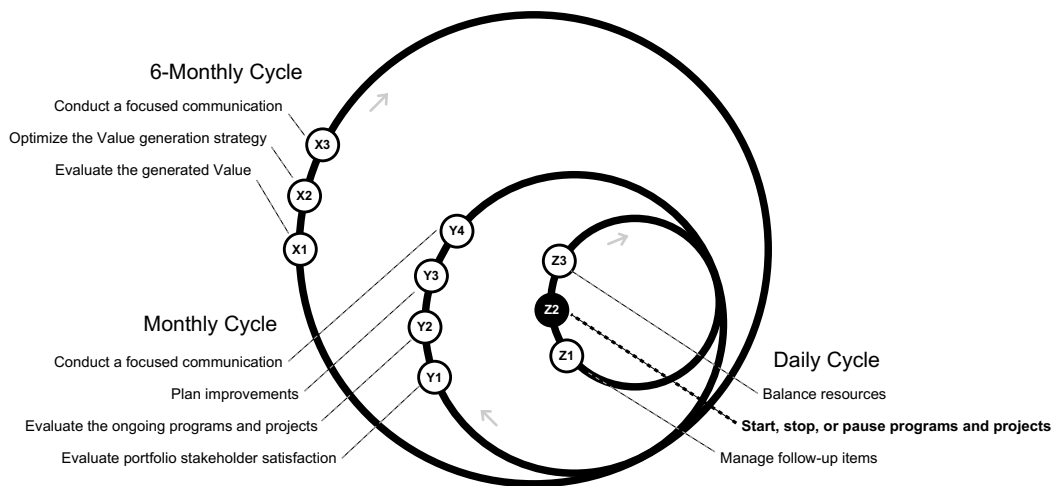 6-Monthly Cycle
Conduct a focused communication
Optimize the Value generation strategy
Evaluate the generated Value
X3
X2
X1
Monthly Cycle
Conduct a focused communication
Plan improvements
Evaluate the ongoing programs and projects
Evaluate portfolio stakeholder satisfaction
Y4
Y3
Y2
Y1
Z3
Z2
Z1
Daily Cycle
Balance resources
Start, stop, or pause programs and projects
Manage follow-up items